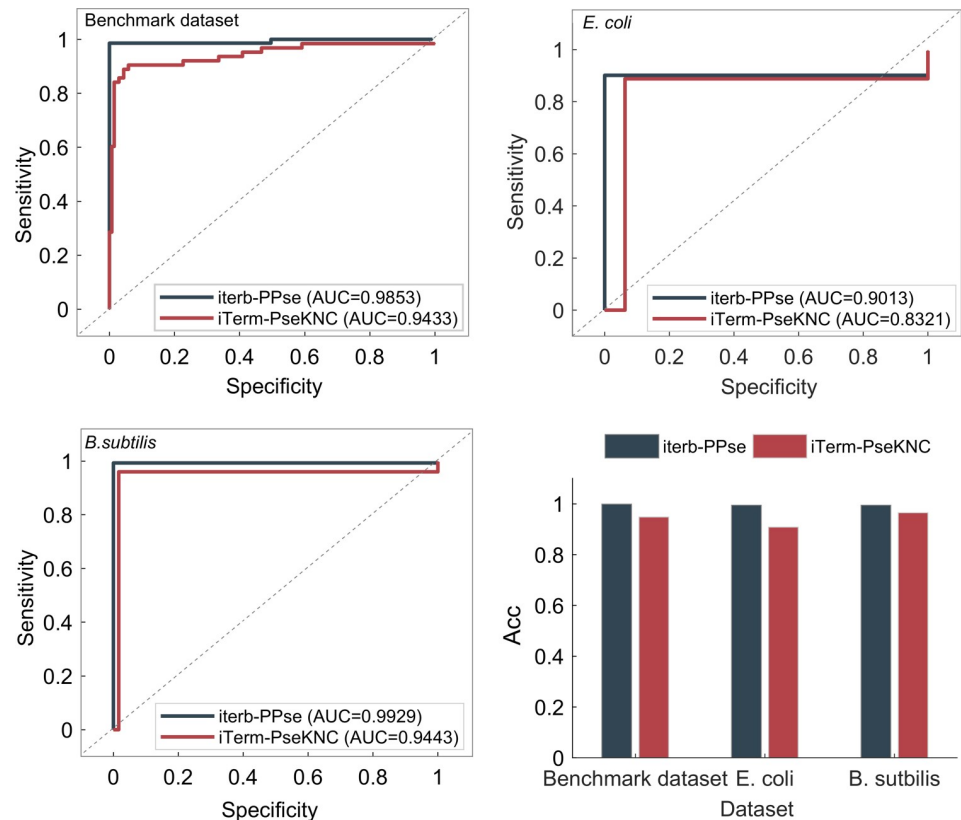 Benchmark dataset
1
0.8
0.6
0.4
0.2
0
Sensitivity
iterb-PPse (AUC=0.9853)
iTerm-PseKNC (AUC=0.9433)
0 0.2 0.4 0.6 0.8 1
Specificity
E. coli
1
0.8
0.6
0.4
0.2
0
Sensitivity
iterb-PPse (AUC=0.9013)
iTerm-PseKNC (AUC=0.8321)
0 0.2 0.4 0.6 0.8 1
Specificity
B.subtilis
1
0.8
0.6
0.4
0.2
0
Sensitivity
iterb-PPse (AUC=0.9929)
iTerm-PseKNC (AUC=0.9443)
0 0.2 0.4 0.6 0.8 1
Specificity
iterb-PPse iTerm-PseKNC
1
0.8
0.6
0.4
0.2
0
Acc
Benchmark dataset E. coli B. sutbilis
Dataset